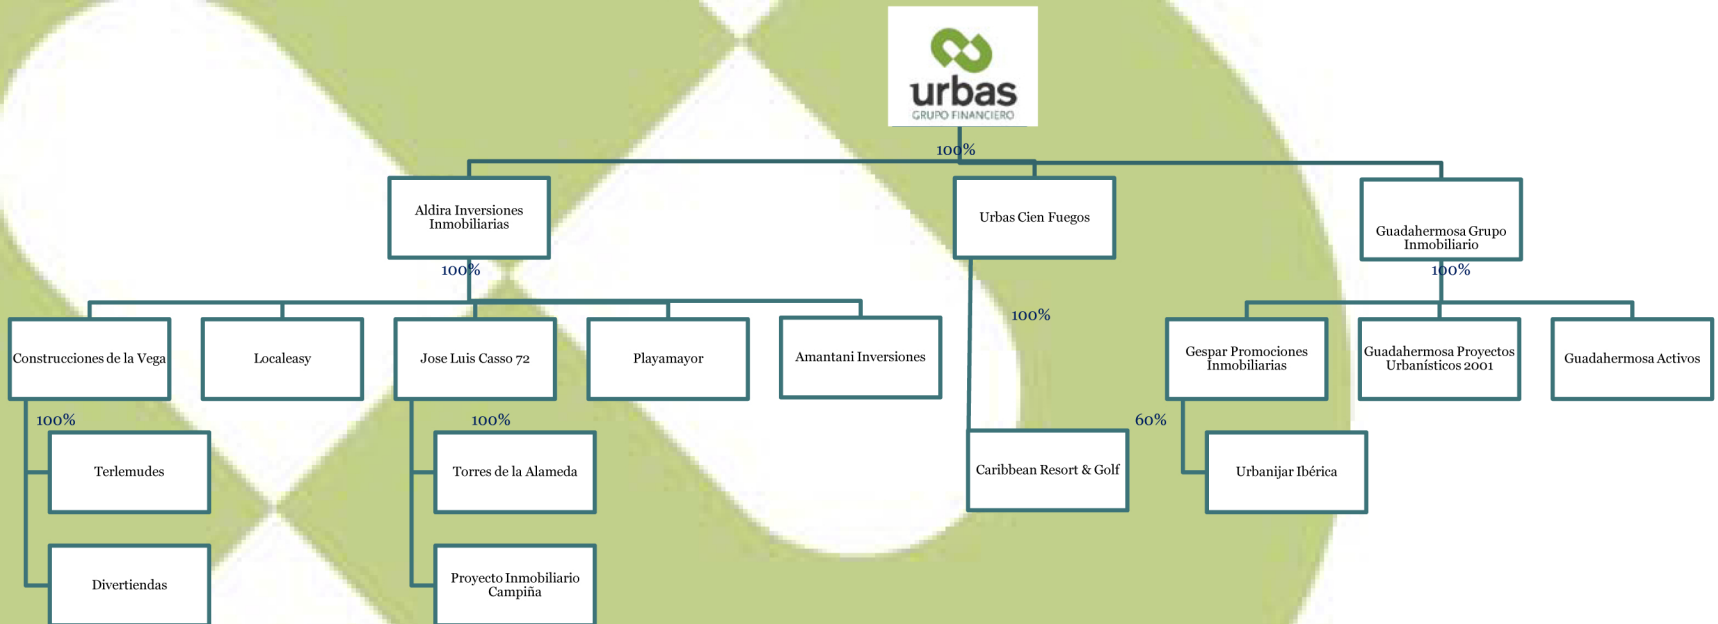 urbas
GRUPO FINANCIERO
100%
Aldira Inversiones
Inmobiliarias
Urbas Cien Fuegos
Guadahermosa Grupo
Inmobiliario
100%
100%
100%
Construcciones de la Vega
Localeasy
Jose Luis Casso 72
Playamayor
Amantani Inversiones
Gespar Promociones
Inmobiliarias
Guadahermosa Proyectos
Urbanísticos 2001
Guadahermosa Activos
100%
100%
60%
Terlemudes
Torres de la Alameda
Caribbean Resort & Golf
Urbanijar Ibérica
Divertiendas
Proyecto Inmobiliario
Campiña